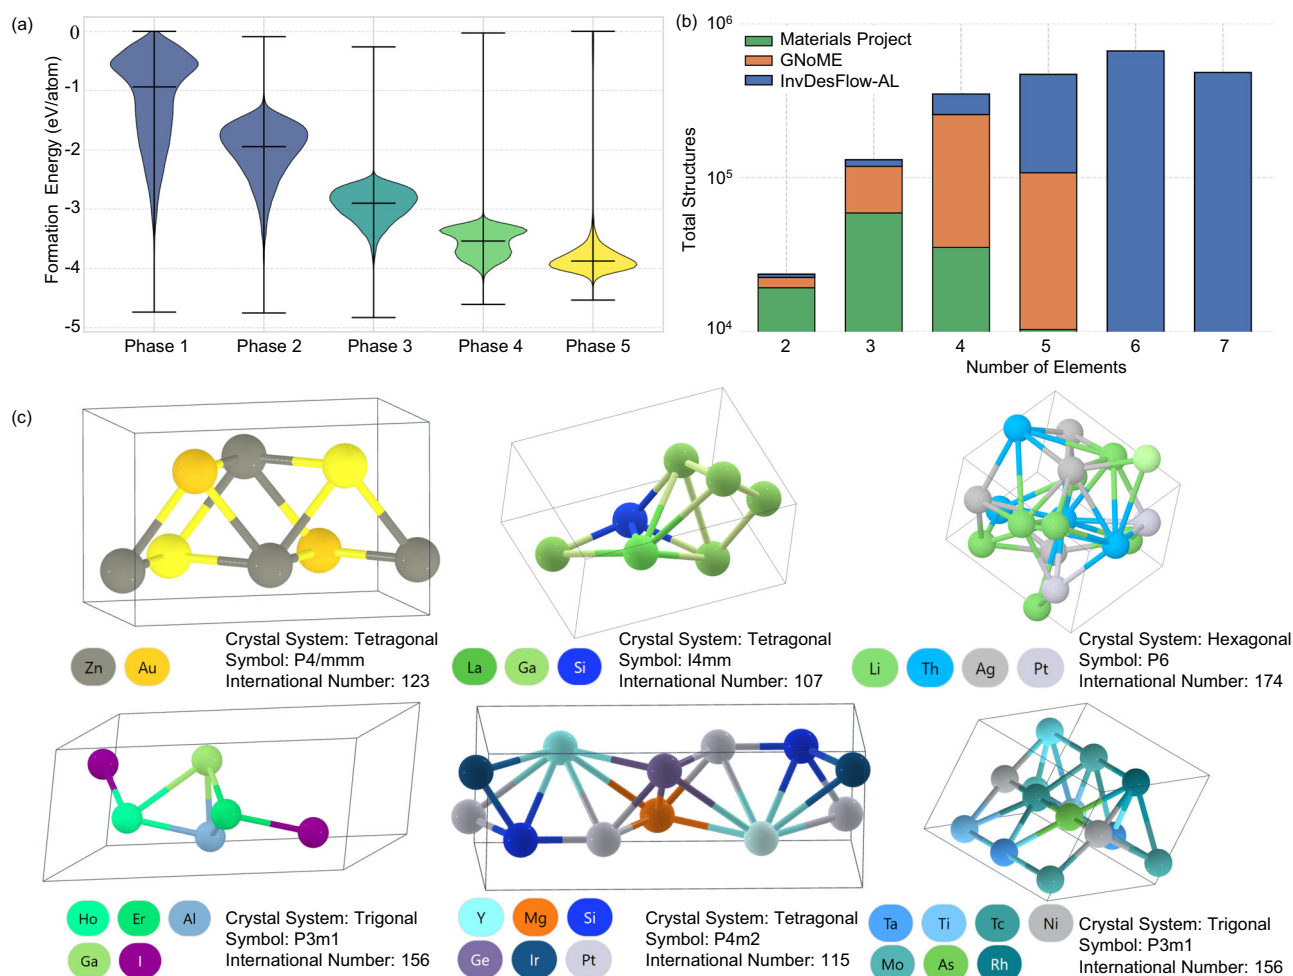 (a)
Formation Energy (eV/atom)
0
-1
-2
-3
-4
-5
Phase 1
Phase 2
Phase 3
Phase 4
Phase 5
(b)
Total Structures
10^6
10^5
10^4
Materials Project
GNoME
InvDesFlow-AL
2
3
4
5
6
7
Number of Elements
(c)
Zn
Au
Crystal System: Tetragonal
Symbol: P4/mmm
International Number: 123
La
Ga
Si
Crystal System: Tetragonal
Symbol: I4mm
International Number: 107
Li
Th
Ag
Pt
Crystal System: Hexagonal
Symbol: P6
International Number: 174
Ho
Er
Al
Ga
I
Crystal System: Trigonal
Symbol: P3m1
International Number: 156
Y
Mg
Si
Ge
Ir
Pt
Crystal System: Tetragonal
Symbol: P4m2
International Number: 115
Ta
Ti
Tc
Ni
Mo
As
Rh
Crystal System: Trigonal
Symbol: P3m1
International Number: 156